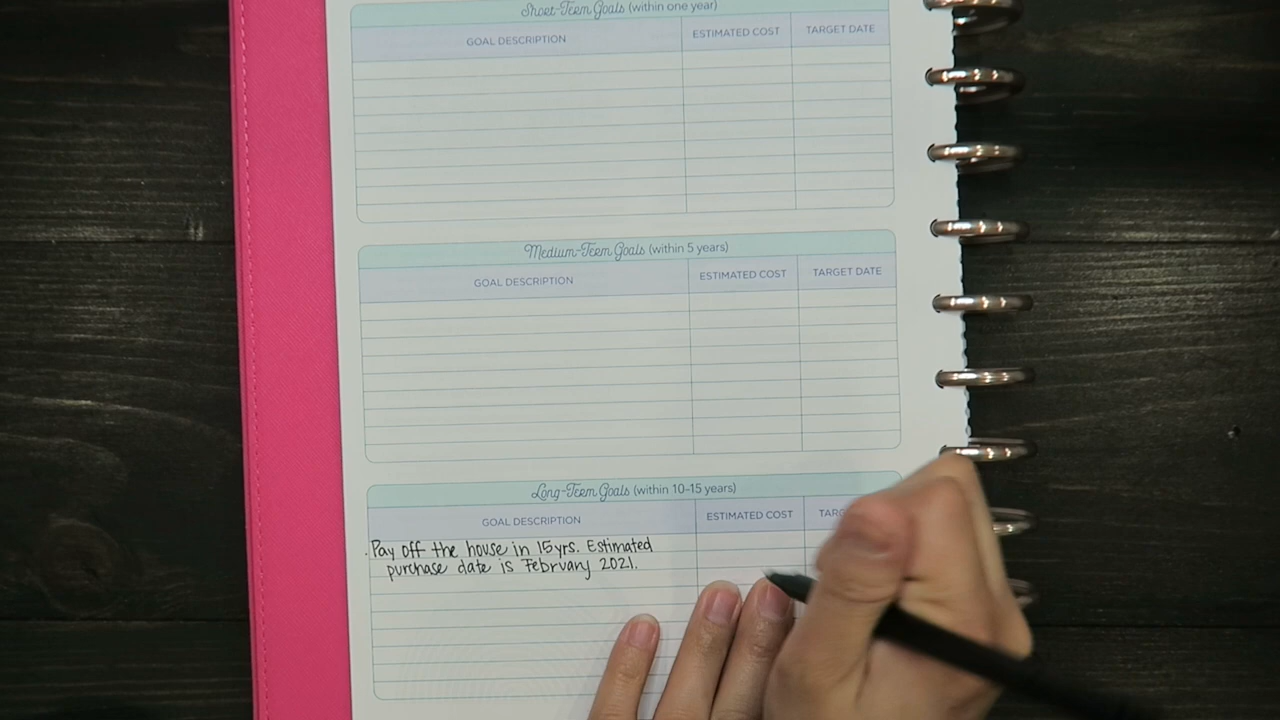 Short-Term Goals (within one year)
GOAL DESCRIPTION ESTIMATED COST TARGET DATE
Medium-Term Goals (within 5 years)
GOAL DESCRIPTION ESTIMATED COST TARGET DATE
Long-Term Goals (within 10-15 years)
GOAL DESCRIPTION ESTIMATED COST
Pay off the house in 15yrs. Estimated
purchase date is February 2021.